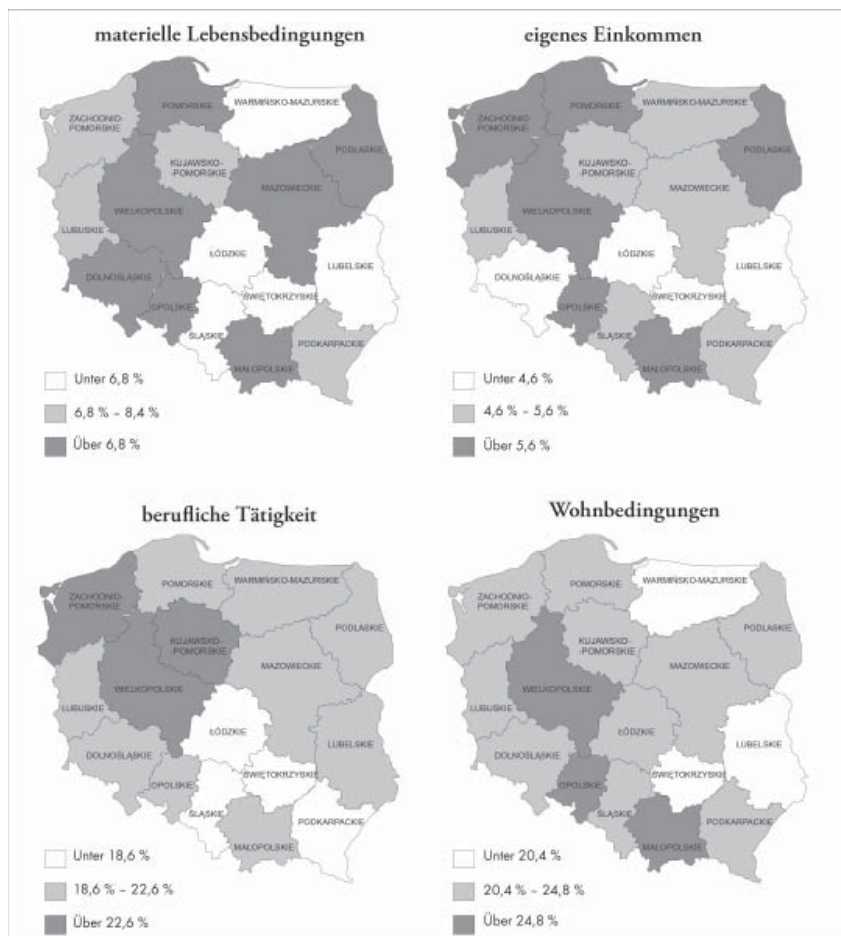 materielle Lebensbedingungen
ZACHODNIO-
POMORSKIE
POMORSKIE
WARMIŃSKO-MAZURSKIE
KUJAWSKO-
-POMORSKIE
PODLASKIE
MAZOWIECKIE
WIELKOPOLSKIE
LUBUSKIE
ŁÓDZKIE
LUBELSKIE
DOLNOŚLĄSKIE
OPOLSKIE
ŚWIĘTOKRZYSKIE
ŚLĄSKIE
PODKARPACKIE
MAŁOPOLSKIE
Unter 6,8 %
6,8 % – 8,4 %
Über 6,8 %
eigenes Einkommen
ZACHODNIO-
POMORSKIE
POMORSKIE
WARMIŃSKO-MAZURSKIE
KUJAWSKO-
-POMORSKIE
PODLASKIE
MAZOWIECKIE
WIELKOPOLSKIE
LUBUSKIE
ŁÓDZKIE
LUBELSKIE
DOLNOŚLĄSKIE
OPOLSKIE
ŚWIĘTOKRZYSKIE
ŚLĄSKIE
PODKARPACKIE
MAŁOPOLSKIE
Unter 4,6 %
4,6 % – 5,6 %
Über 5,6 %
berufliche Tätigkeit
ZACHODNIO-
POMORSKIE
POMORSKIE
WARMIŃSKO-MAZURSKIE
KUJAWSKO-
-POMORSKIE
PODLASKIE
MAZOWIECKIE
WIELKOPOLSKIE
LUBUSKIE
ŁÓDZKIE
LUBELSKIE
DOLNOŚLĄSKIE
OPOLSKIE
ŚWIĘTOKRZYSKIE
ŚLĄSKIE
PODKARPACKIE
MAŁOPOLSKIE
Unter 18,6 %
18,6 % – 22,6 %
Über 22,6 %
Wohnbedingungen
ZACHODNIO-
POMORSKIE
POMORSKIE
WARMIŃSKO-MAZURSKIE
KUJAWSKO-
-POMORSKIE
PODLASKIE
MAZOWIECKIE
WIELKOPOLSKIE
LUBUSKIE
ŁÓDZKIE
LUBELSKIE
DOLNOŚLĄSKIE
OPOLSKIE
ŚWIĘTOKRZYSKIE
ŚLĄSKIE
PODKARPACKIE
MAŁOPOLSKIE
Unter 20,4 %
20,4 % – 24,8 %
Über 24,8 %